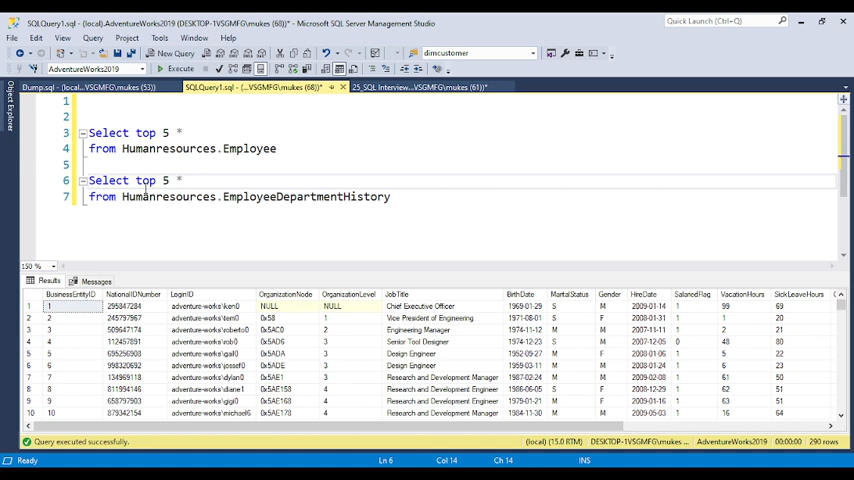 SQLQuery1.sql - (local).AdventureWorks2019 (DESKTOP-1VSGMFG\mukes (68))* - Microsoft SQL Server Management Studio
Quick Launch (Ctrl+Q)
File Edit View Query Project Tools Window Help
New Query dimcustomer
AdventureWorks2019 Execute
Object Explorer
Dump.sql - (local...VSGMFG\mukes (53)) SQLQuery1.sql - (...VSGMFG\mukes (68))* 25_SQL Interview...VSGMFG\mukes (61))*
1
2
3 Select top 5 *
4 from Humanresources.Employee
5
6 Select top 5 *
7 from Humanresources.EmployeeDepartmentHistory
150 %
Results Messages
BusinessEntityID NationalIDNumber LoginID OrganizationNode OrganizationLevel JobTitle BirthDate MaritalStatus Gender HireDate SalariedFlag VacationHours SickLeaveHours
1 1 295847284 adventure-works\ken0 NULL NULL Chief Executive Officer 1969-01-29 S M 2009-01-14 1 99 69
2 2 245797967 adventure-works\terri0 0x58 1 Vice President of Engineering 1971-08-01 S F 2008-01-31 1 1 20
3 3 509647174 adventure-works\roberto0 0x5AC0 2 Engineering Manager 1974-11-12 M M 2007-11-11 1 2 21
4 4 112457891 adventure-works\rob0 0x5AD6 3 Senior Tool Designer 1974-12-23 S M 2007-12-05 0 48 80
5 5 695256908 adventure-works\gail0 0x5ADA 3 Design Engineer 1952-09-27 M F 2008-01-06 1 5 22
6 6 998320692 adventure-works\jossef0 0x5ADE 3 Design Engineer 1959-03-11 M M 2008-01-24 1 6 23
7 7 134969118 adventure-works\dylan0 0x5AE1 3 Research and Development Manager 1987-02-24 M M 2009-02-08 1 61 50
8 8 811994146 adventure-works\diane1 0x5AE158 4 Research and Development Engineer 1986-06-05 S F 2008-12-29 1 62 51
9 9 658797903 adventure-works\gigi0 0x5AE168 4 Research and Development Engineer 1979-01-21 M F 2009-01-16 1 63 51
10 10 879342154 adventure-works\michael6 0x5AE178 4 Research and Development Manager 1984-11-30 M M 2009-05-03 1 16 64
Query executed successfully. (local) (15.0 RTM) DESKTOP-1VSGMFG\mukes ... AdventureWorks2019 00:00:00 290 rows
Ready Ln 6 Col 14 Ch 14 INS